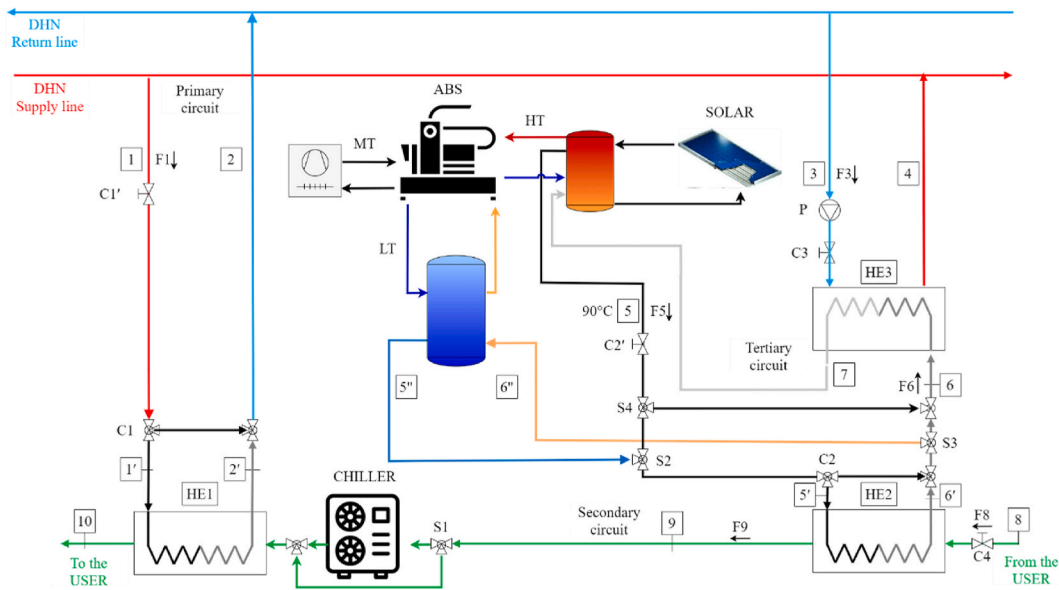 DHN
Return line
DHN
Supply line
Primary
circuit
ABS
HT
SOLAR
MT
1
F1
2
3
F3
4
C1'
P
C3
LT
HE3
90°C
5
F5
C2'
Tertiary
circuit
7
5"
6"
F6
6
S4
C1
S3
S2
C2
1'
2'
HE1
CHILLER
5'
HE2
6'
10
S1
Secondary
circuit
9
F9
F8
8
C4
To the
USER
From the
USER